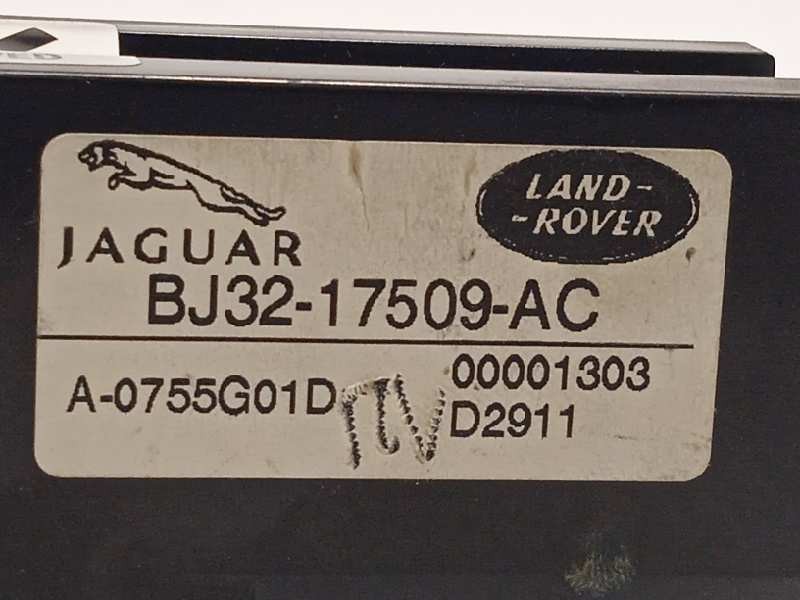 JAGUAR
LAND-
-ROVER
BJ32-17509-AC
A-0755G01D
00001303
D2911